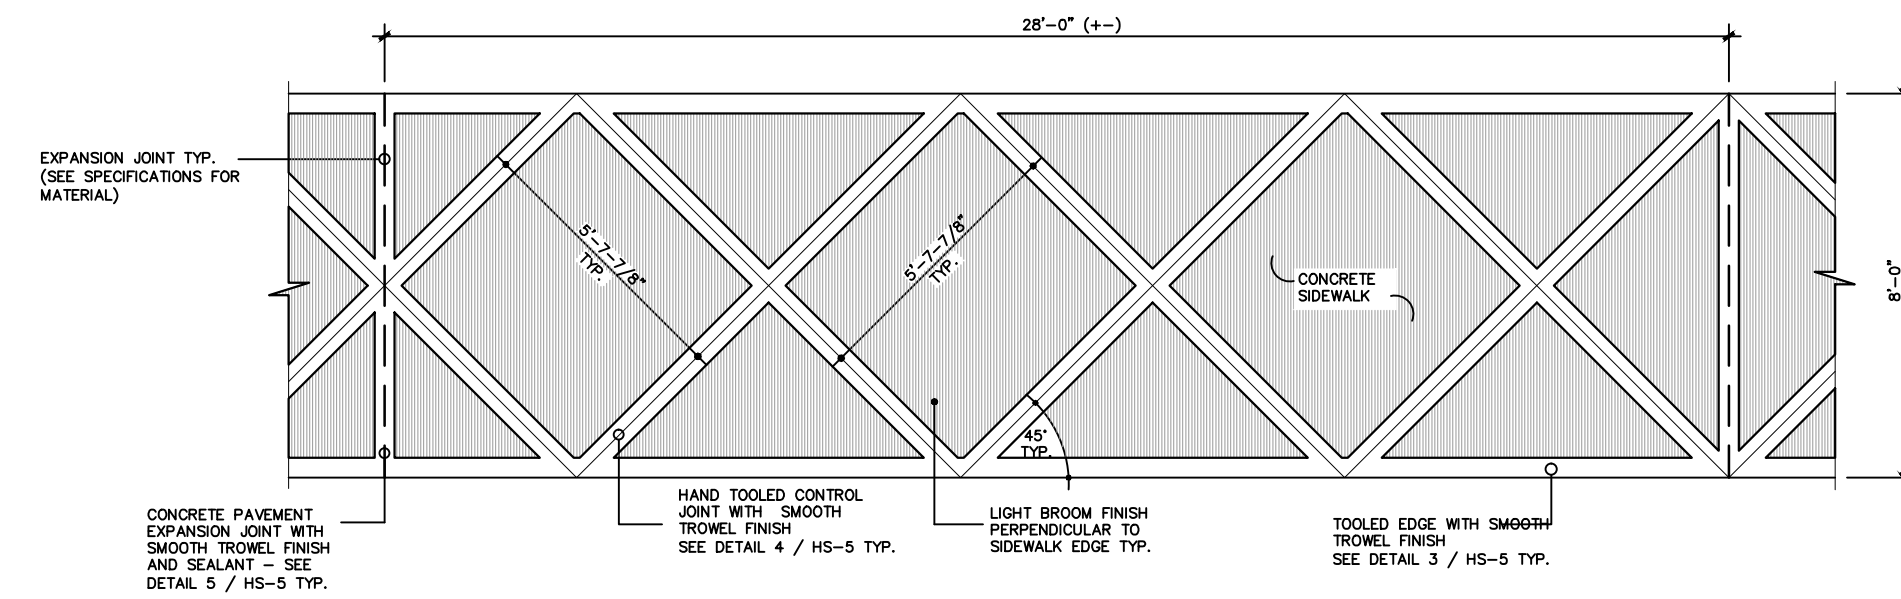 28'-0" (+-)
EXPANSION JOINT TYP.
(SEE SPECIFICATIONS FOR
MATERIAL)
5'-7-7/8"
TYP.
5'-7-7/8"
TYP.
CONCRETE
SIDEWALK
8'-0"
45°
TYP.
CONCRETE PAVEMENT
EXPANSION JOINT WITH
SMOOTH TROWEL FINISH
AND SEALANT - SEE
DETAIL 5 / HS-5 TYP.
HAND TOOLED CONTROL
JOINT WITH SMOOTH
TROWEL FINISH
SEE DETAIL 4 / HS-5 TYP.
LIGHT BROOM FINISH
PERPENDICULAR TO
SIDEWALK EDGE TYP.
TOOLED EDGE WITH SMOOTH
TROWEL FINISH
SEE DETAIL 3 / HS-5 TYP.